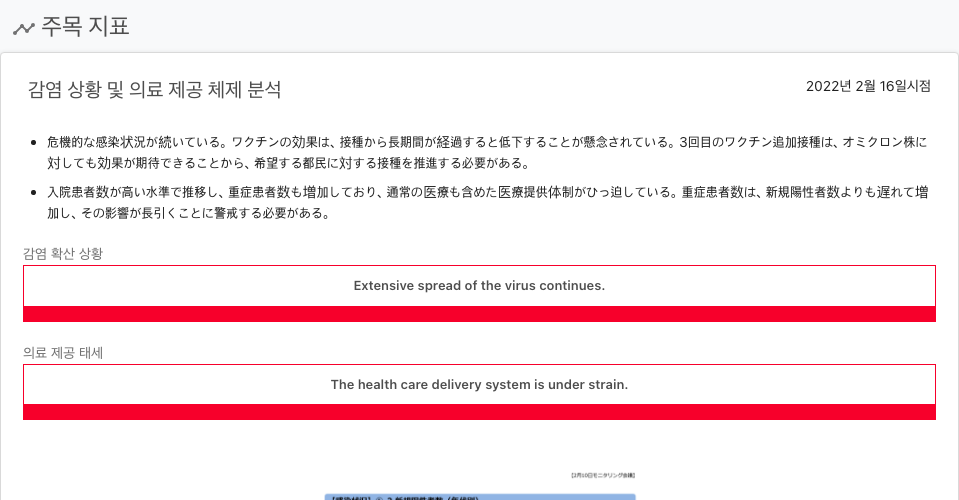 주목 지표
감염 상황 및 의료 제공 체제 분석
2022년 2월 16일시점
危機的な感染状況が続いている。ワクチンの効果は、接種から長期間が経過すると低下することが懸念されている。3回目のワクチン追加接種は、オミクロン株に
対しても効果が期待できることから、希望する都民に対する接種を推進する必要がある。
入院患者数が高い水準で推移し、重症患者数も増加しており、通常の医療も含めた医療提供体制がひっ迫している。重症患者数は、新規陽性者数よりも遅れて増
加し、その影響が長引くことに警戒する必要がある。
감염 확산 상황
Extensive spread of the virus continues.
의료 제공 태세
The health care delivery system is under strain.
【2月10日モニタリング会議】